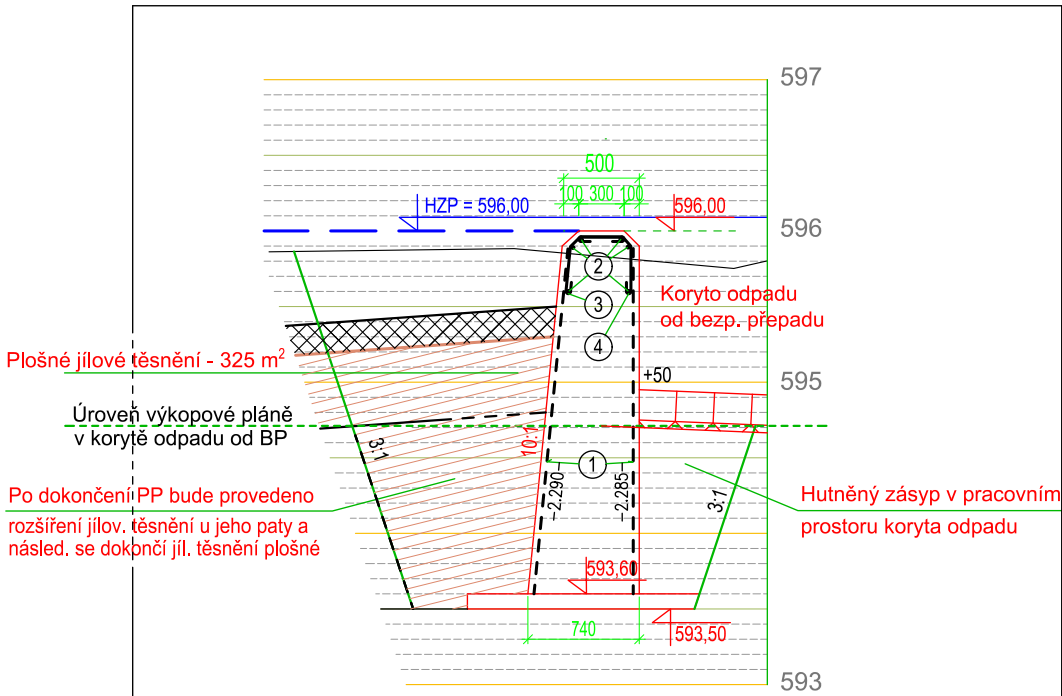 597
500
100 300 100
HZP = 596,00
596,00
596
2
Koryto odpadu
od bezp. přepadu
3
4
Plošné jílové těsnění - 325 m²
+50
595
Úroveň výkopové pláně
v korytě odpadu od BP
3:1
10:1
1
2.290
2.285
3:1
Po dokončení PP bude provedeno
rozšíření jílov. těsnění u jeho paty a
násled. se dokončí jíl. těsnění plošné
Hutněný zásyp v pracovním
prostoru koryta odpadu
593,60
740
593,50
593